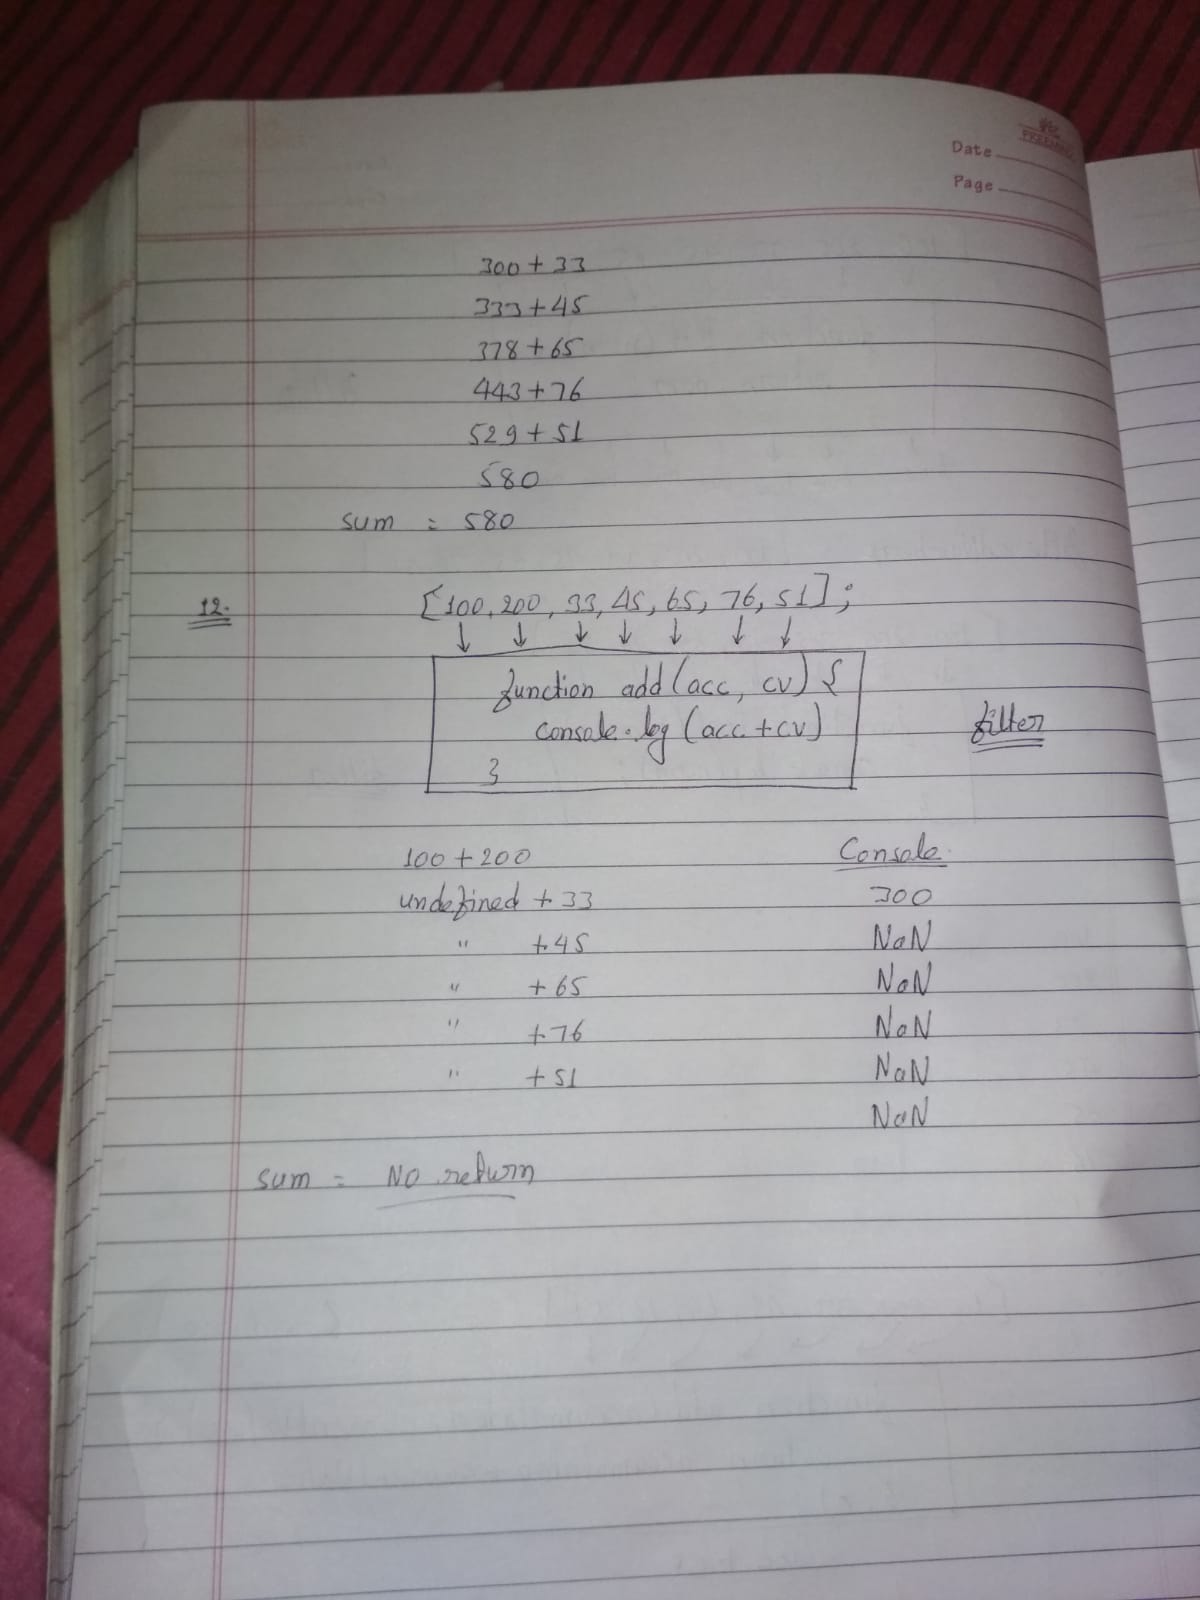 Date
Page
300 + 33
333 + 45
378 + 65
443 + 76
529 + 51
580
sum = 580
12. [100, 200, 33, 45, 65, 76, 51];
↓ ↓ ↓ ↓ ↓ ↓ ↓
function add (acc, cv) {
console.log (acc + cv) filter
}
100 + 200 Console
undefined + 33 300
" + 45 NaN
" + 65 NaN
" + 76 NaN
" + 51 NaN
NaN
sum = No return